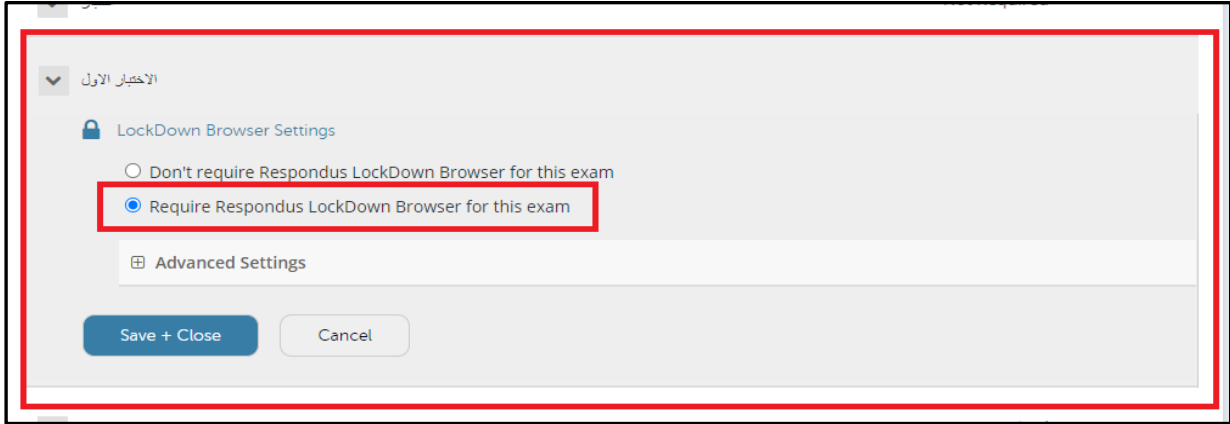 الاختبار الاول
LockDown Browser Settings
Don't require Respondus LockDown Browser for this exam
Require Respondus LockDown Browser for this exam
Advanced Settings
Save + Close
Cancel